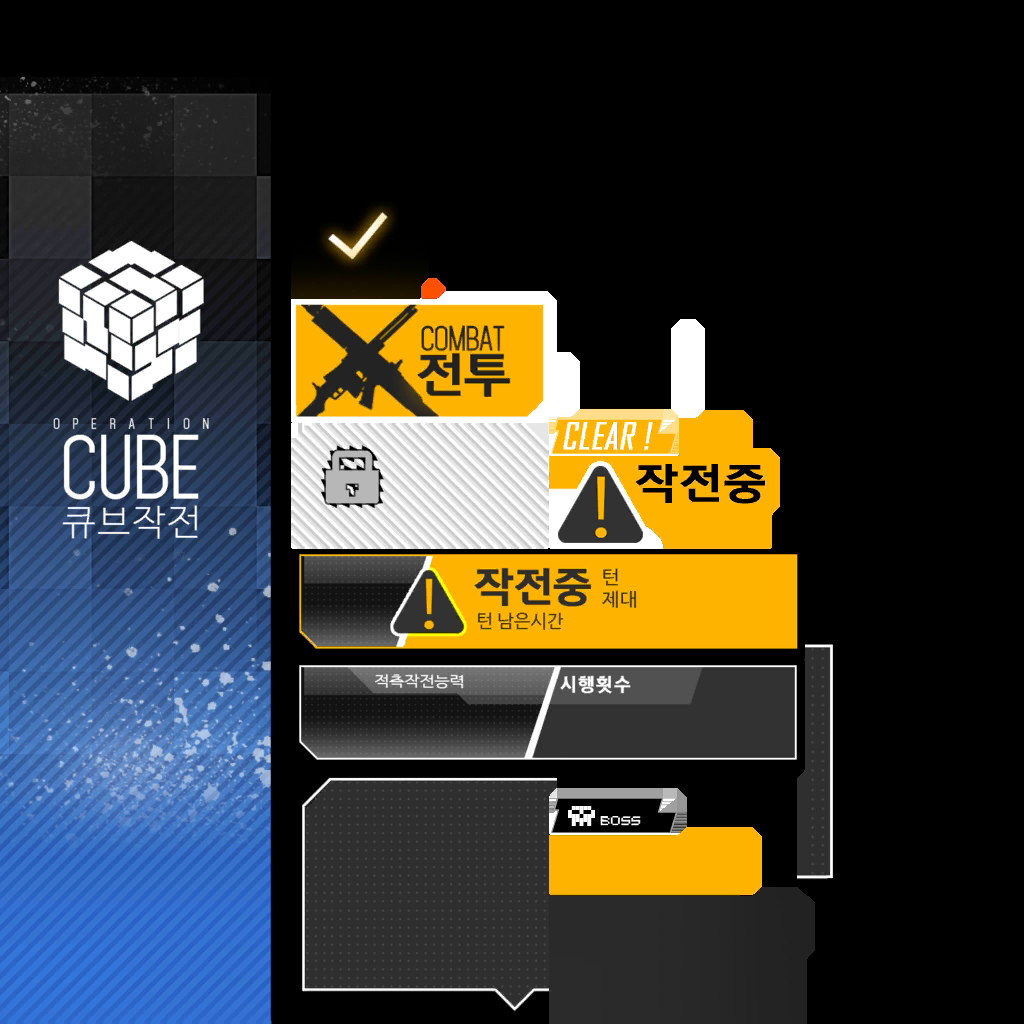 OPERATION
CUBE
큐브작전
COMBAT
전투
CLEAR !
작전중
작전중
턴
제대
턴 남은시간
적측작전능력
시행횟수
BOSS